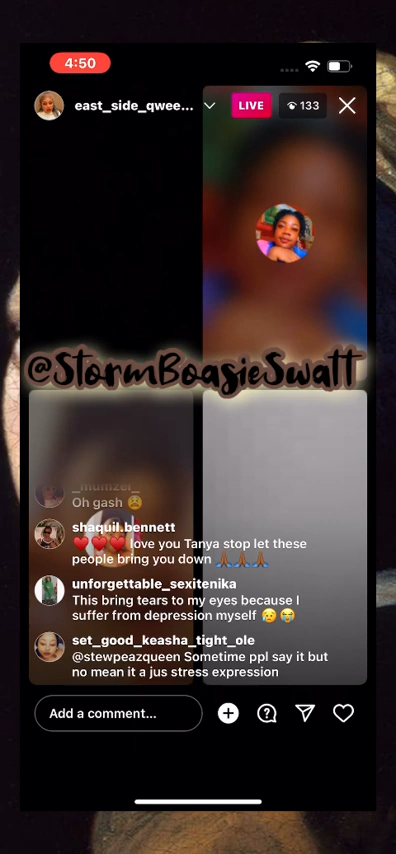 4:50
east_side_qwee...
LIVE
133
@StormBoasieSwatt
_mumzel_
Oh gash 😩
shaquil.bennett
❤️❤️❤️ love you Tanya stop let these
people bring you down 🙏🏾🙏🏾🙏🏾
unforgettable_sexitenika
This bring tears to my eyes because I
suffer from depression myself 😥😭
set_good_keasha_tight_ole
@stewpeazqueen Sometime ppl say it but
no mean it a jus stress expression
Add a comment...